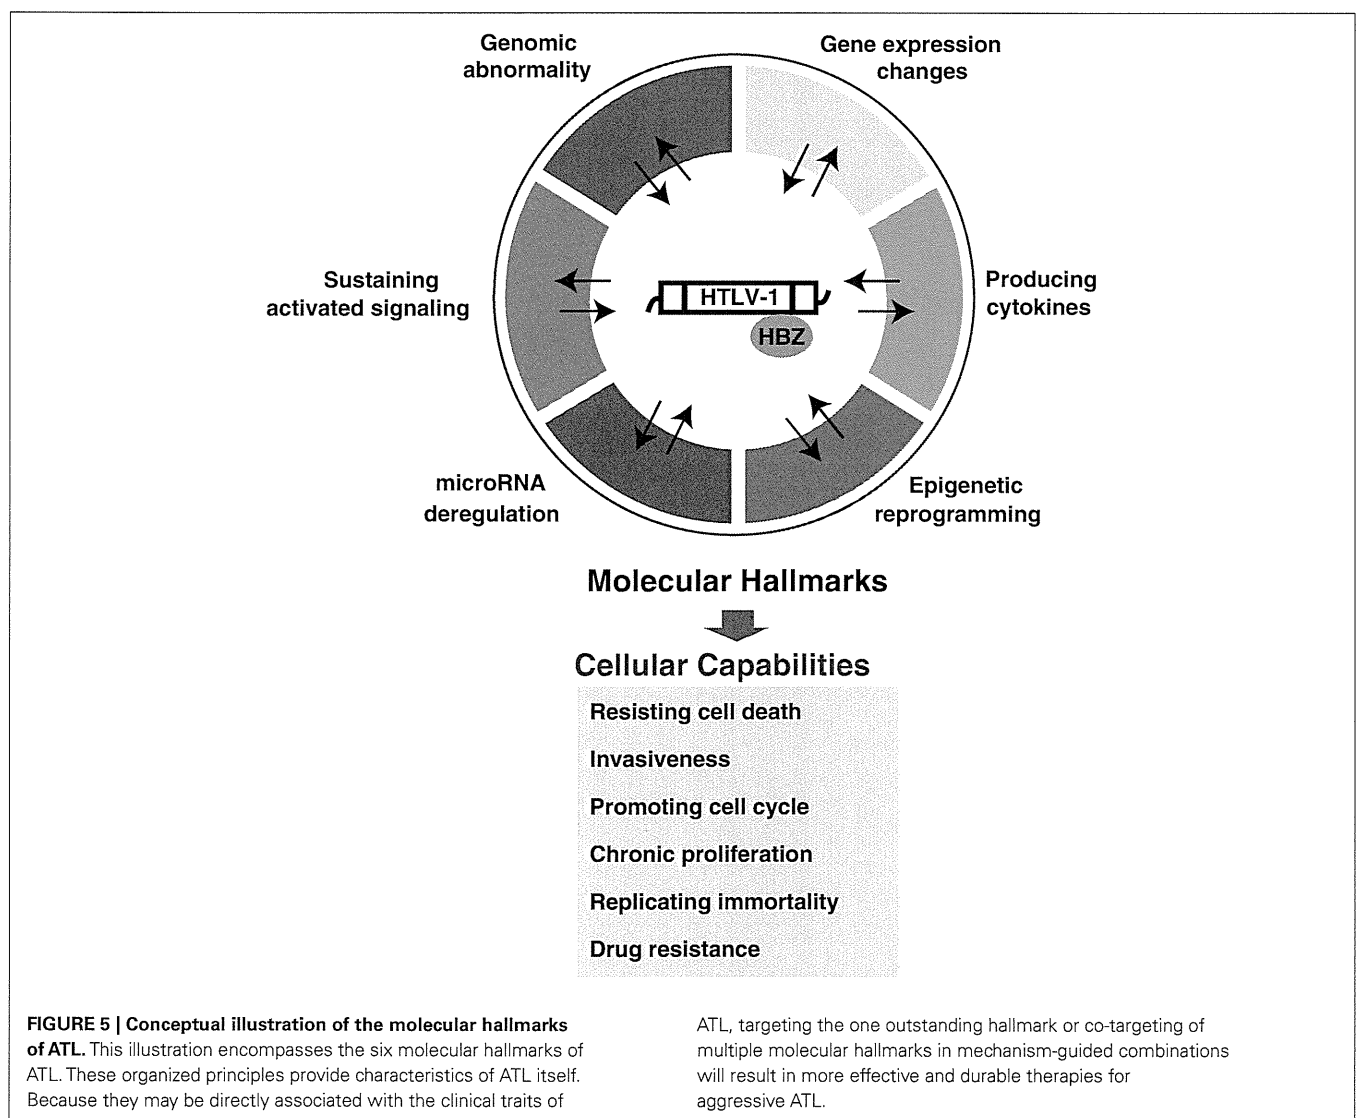 Genomic
abnormality
Gene expression
changes
Sustaining
activated signaling
HTLV-1
HBZ
Producing
cytokines
microRNA
deregulation
Epigenetic
reprogramming
Molecular Hallmarks
Cellular Capabilities
Resisting cell death
Invasiveness
Promoting cell cycle
Chronic proliferation
Replicating immortality
Drug resistance
FIGURE 5 | Conceptual illustration of the molecular hallmarks
of ATL. This illustration encompasses the six molecular hallmarks of
ATL. These organized principles provide characteristics of ATL itself.
Because they may be directly associated with the clinical traits of
ATL, targeting the one outstanding hallmark or co-targeting of
multiple molecular hallmarks in mechanism-guided combinations
will result in more effective and durable therapies for
aggressive ATL.